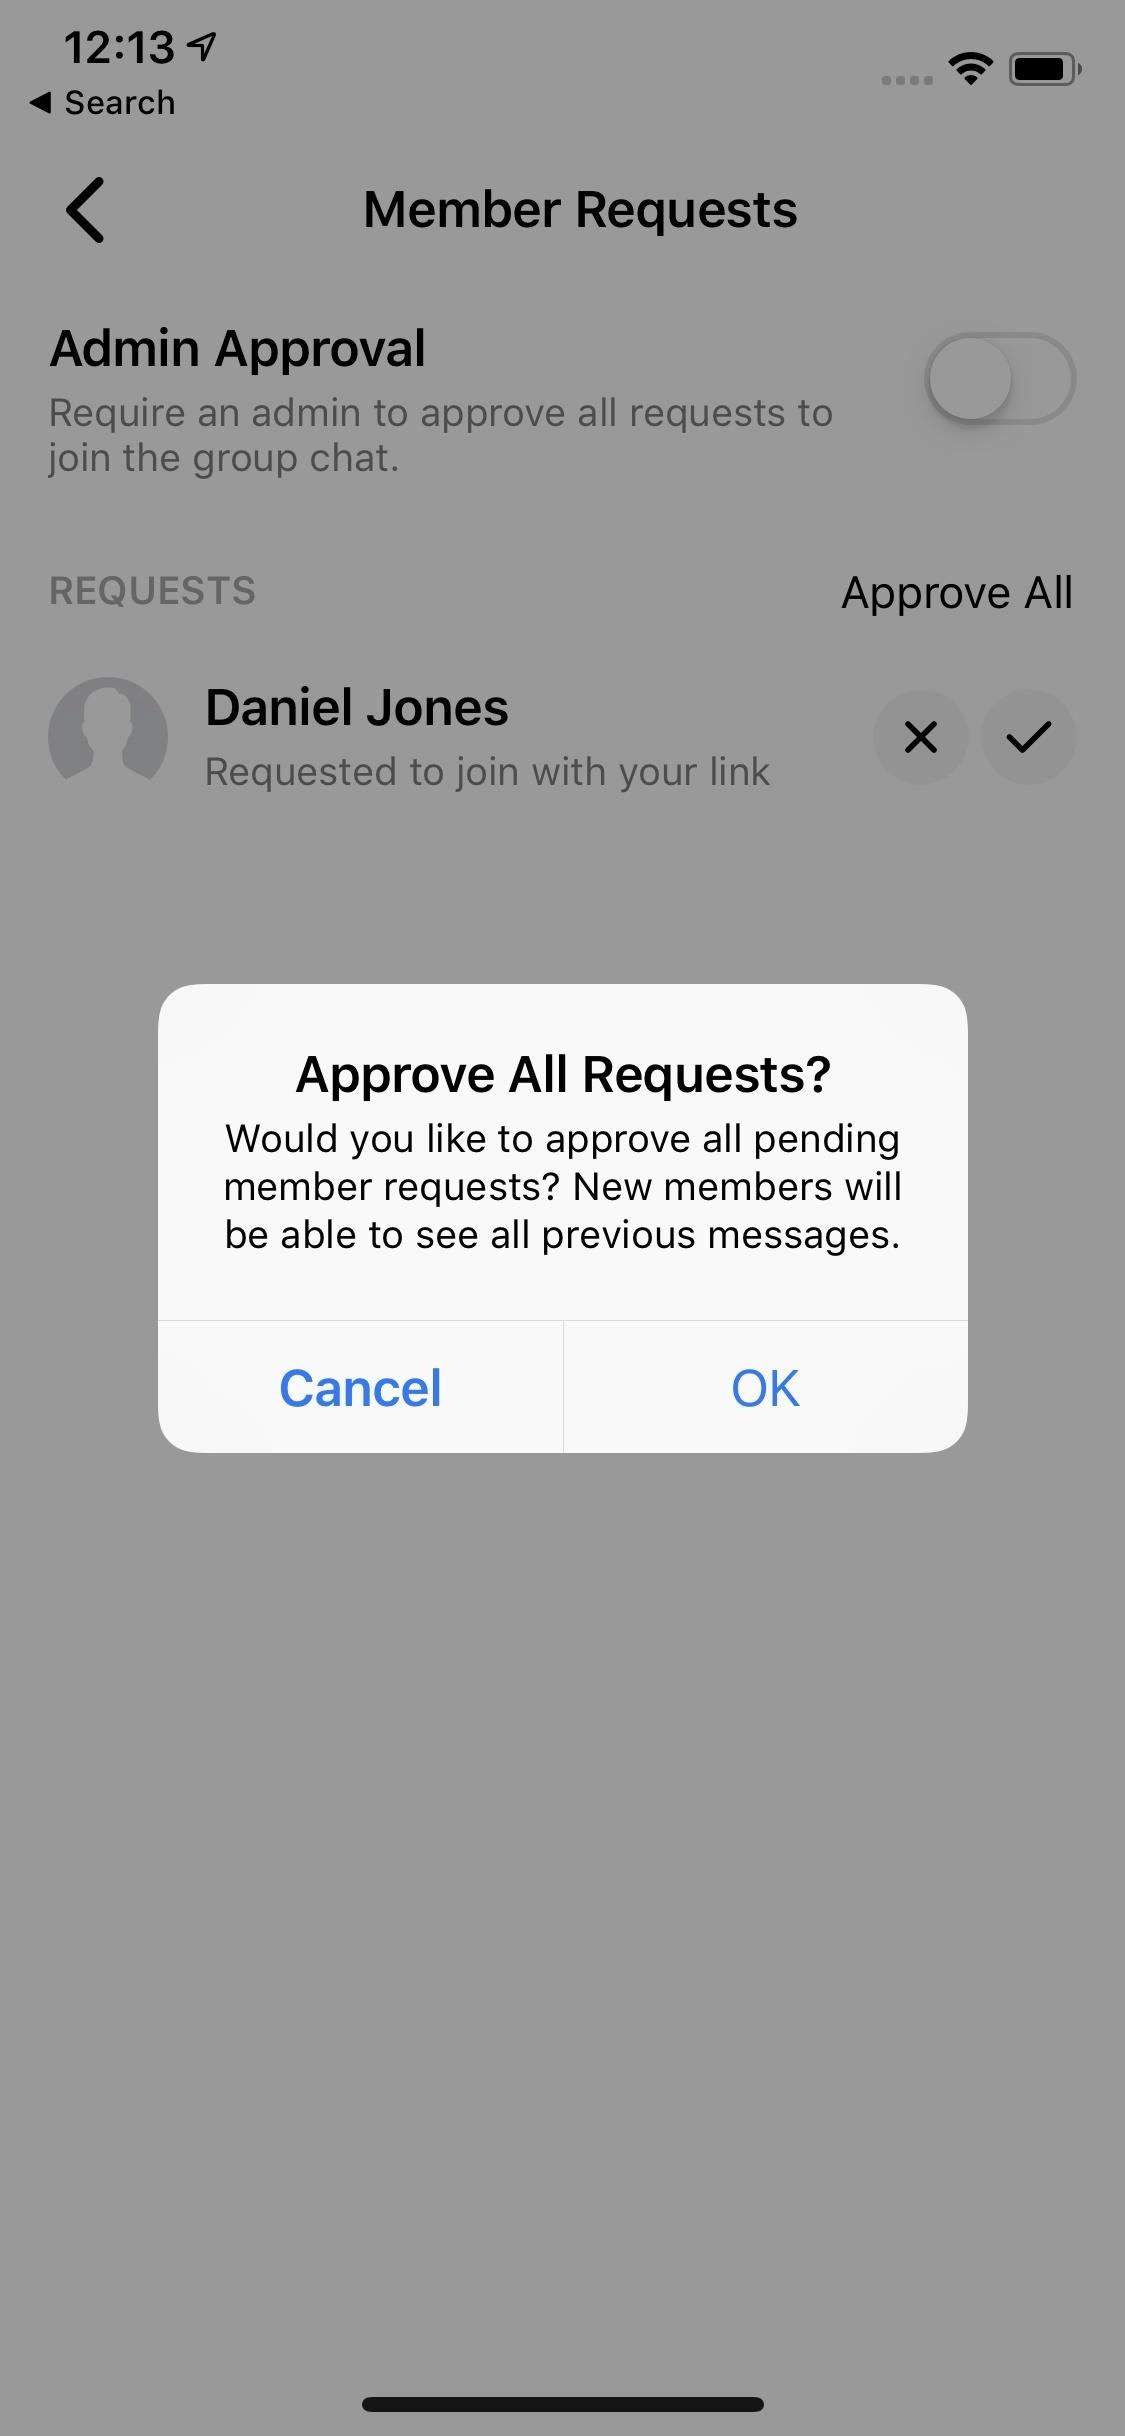 12:13
Search
Member Requests
Admin Approval
Require an admin to approve all requests to
join the group chat.
REQUESTS
Approve All
Daniel Jones
Requested to join with your link
Approve All Requests?
Would you like to approve all pending
member requests? New members will
be able to see all previous messages.
Cancel
OK